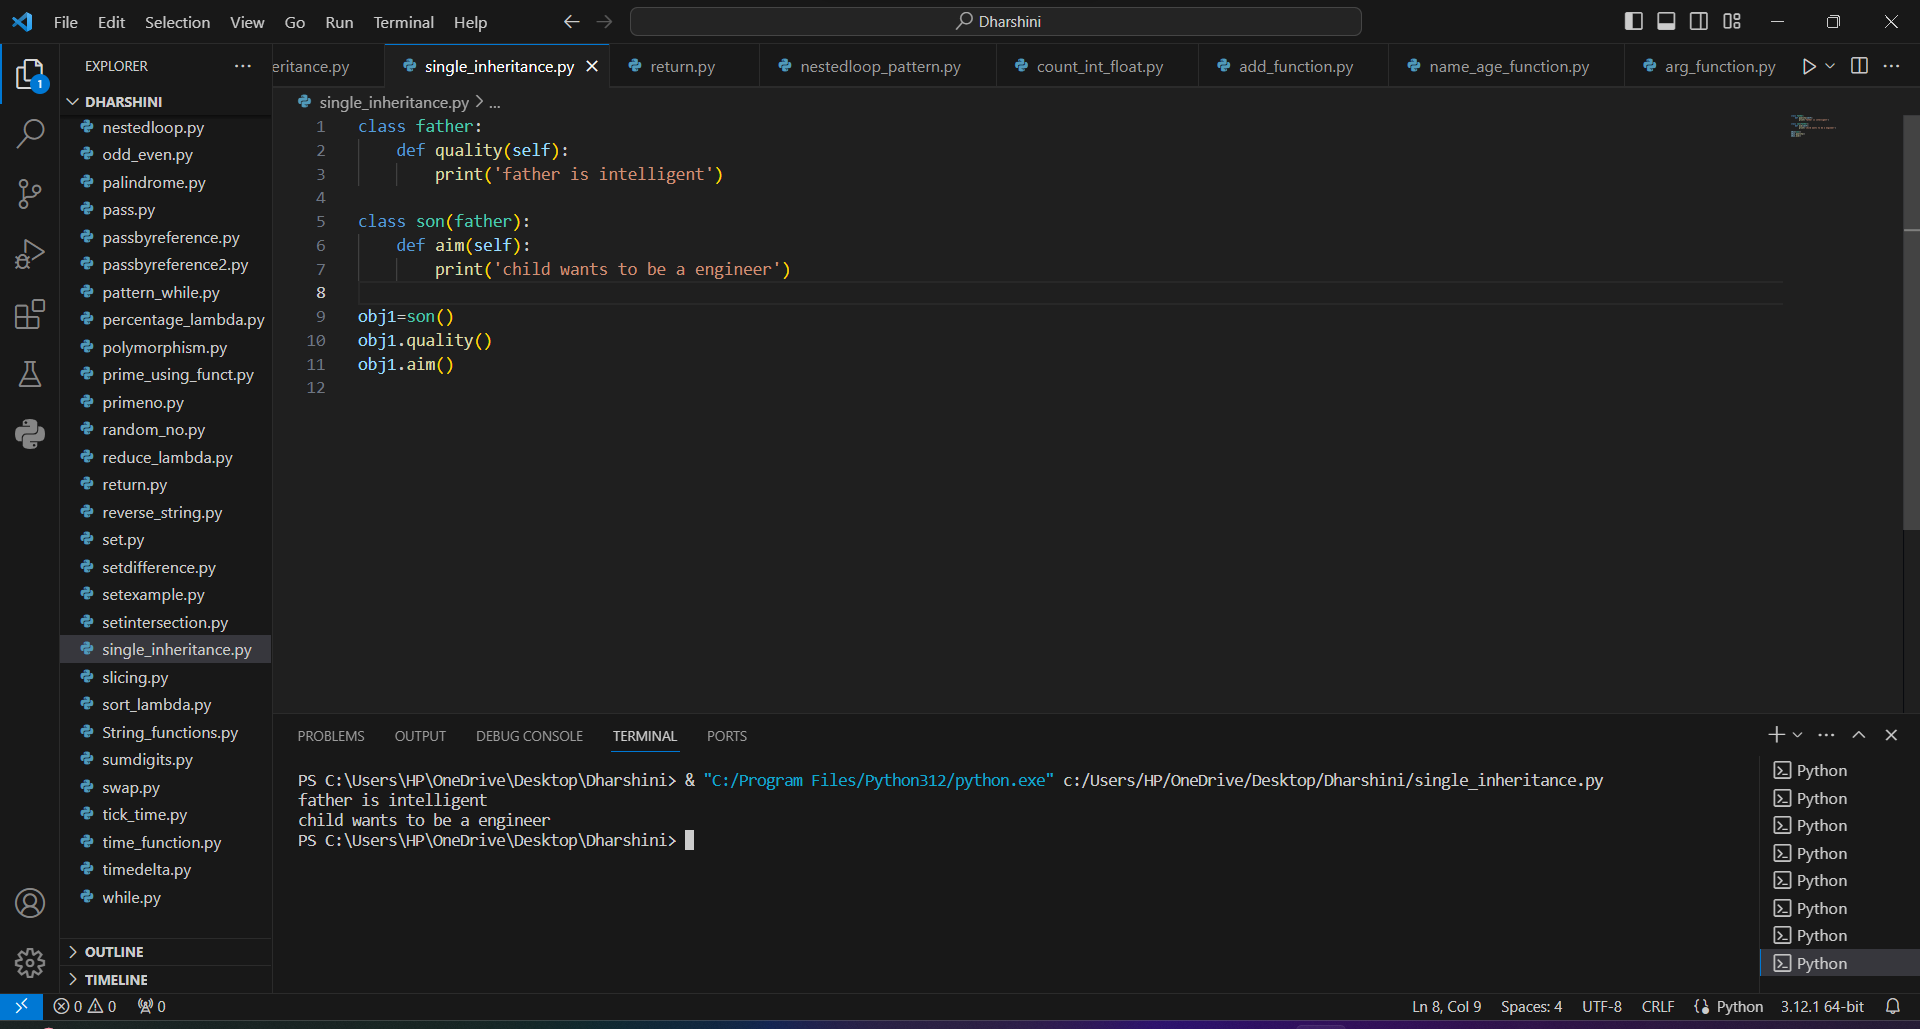 File Edit Selection View Go Run Terminal Help
Dharshini
EXPLORER
1
DHARSHINI
nestedloop.py
odd_even.py
palindrome.py
pass.py
passbyreference.py
passbyreference2.py
pattern_while.py
percentage_lambda.py
polymorphism.py
prime_using_funct.py
primeno.py
random_no.py
reduce_lambda.py
return.py
reverse_string.py
set.py
setdifference.py
setexample.py
setintersection.py
single_inheritance.py
slicing.py
sort_lambda.py
String_functions.py
sumdigits.py
swap.py
tick_time.py
time_function.py
timedelta.py
while.py
OUTLINE
TIMELINE
eritance.py single_inheritance.py return.py nestedloop_pattern.py count_int_float.py add_function.py name_age_function.py arg_function.py
single_inheritance.py > ...
1 class father:
2 def quality(self):
3 print('father is intelligent')
4
5 class son(father):
6 def aim(self):
7 print('child wants to be a engineer')
8
9 obj1=son()
10 obj1.quality()
11 obj1.aim()
12
PROBLEMS OUTPUT DEBUG CONSOLE TERMINAL PORTS
PS C:\Users\HP\OneDrive\Desktop\Dharshini> & "C:/Program Files/Python312/python.exe" c:/Users/HP/OneDrive/Desktop/Dharshini/single_inheritance.py
father is intelligent
child wants to be a engineer
PS C:\Users\HP\OneDrive\Desktop\Dharshini>
Python
Python
Python
Python
Python
Python
Python
Python
0 0 0 Ln 8, Col 9 Spaces: 4 UTF-8 CRLF Python 3.12.1 64-bit